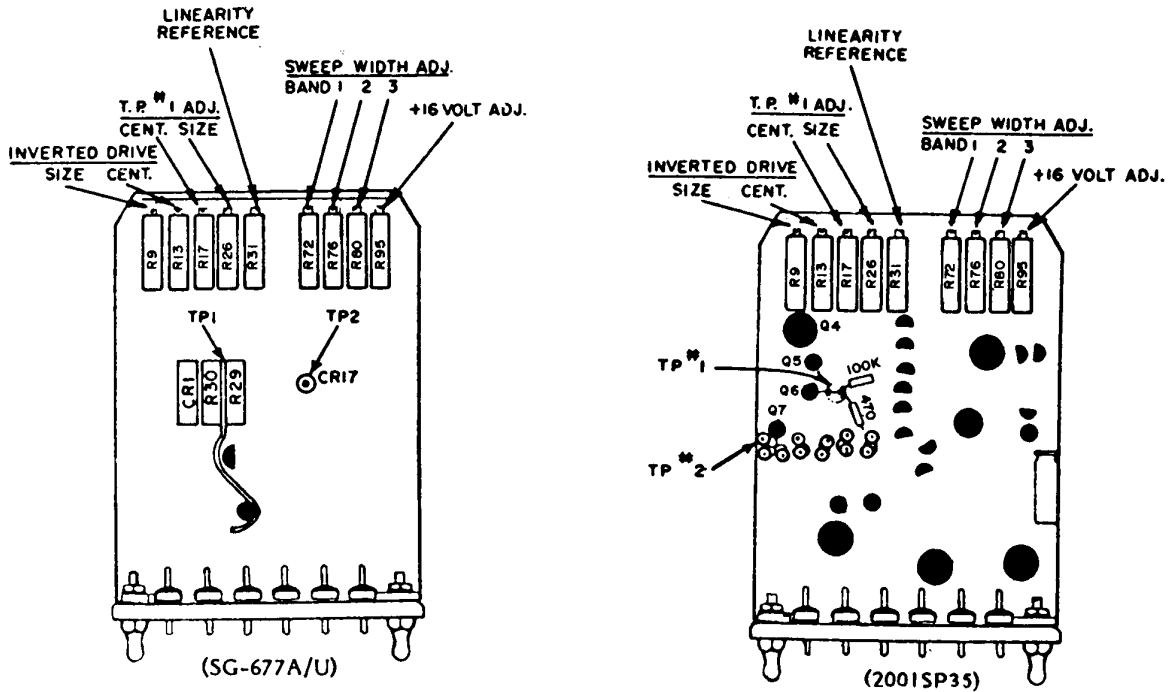 LINEARITY
REFERENCE
SWEEP WIDTH ADJ.
BAND 1 2 3
T.P. #1 ADJ.
CENT. SIZE
+16 VOLT ADJ.
INVERTED DRIVE
SIZE CENT.
R9
R13
R17
R26
R31
R72
R76
R80
R95
TP1
TP2
CR1
R30
R29
CR17
(SG-677A/U)
LINEARITY
REFERENCE
T.P. #1 ADJ.
CENT. SIZE
SWEEP WIDTH ADJ.
BAND 1 2 3
INVERTED DRIVE
SIZE CENT.
+16 VOLT ADJ.
R9
R13
R17
R26
R31
R72
R76
R80
R95
Q4
TP #1
Q5
100K
Q6
470
Q7
TP #2
(2001SP35)